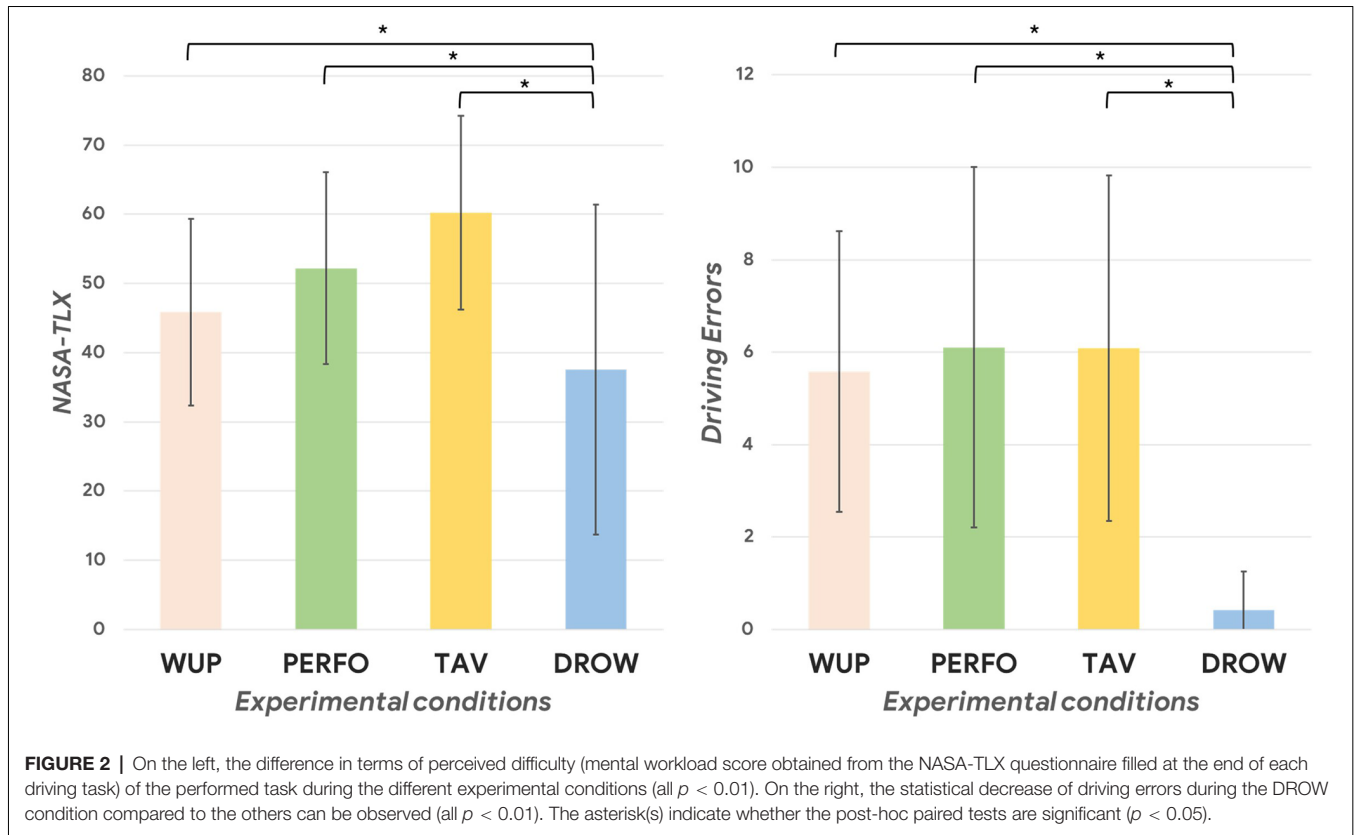 *
*
*
80
70
60
50
40
30
20
10
0
NASA-TLX
WUP PERFO TAV DROW
Experimental conditions
*
*
*
12
10
8
6
4
2
0
Driving Errors
WUP PERFO TAV DROW
Experimental conditions
FIGURE 2 | On the left, the difference in terms of perceived difficulty (mental workload score obtained from the NASA-TLX questionnaire filled at the end of each
driving task) of the performed task during the different experimental conditions (all p < 0.01). On the right, the statistical decrease of driving errors during the DROW
condition compared to the others can be observed (all p < 0.01). The asterisk(s) indicate whether the post-hoc paired tests are significant (p < 0.05).